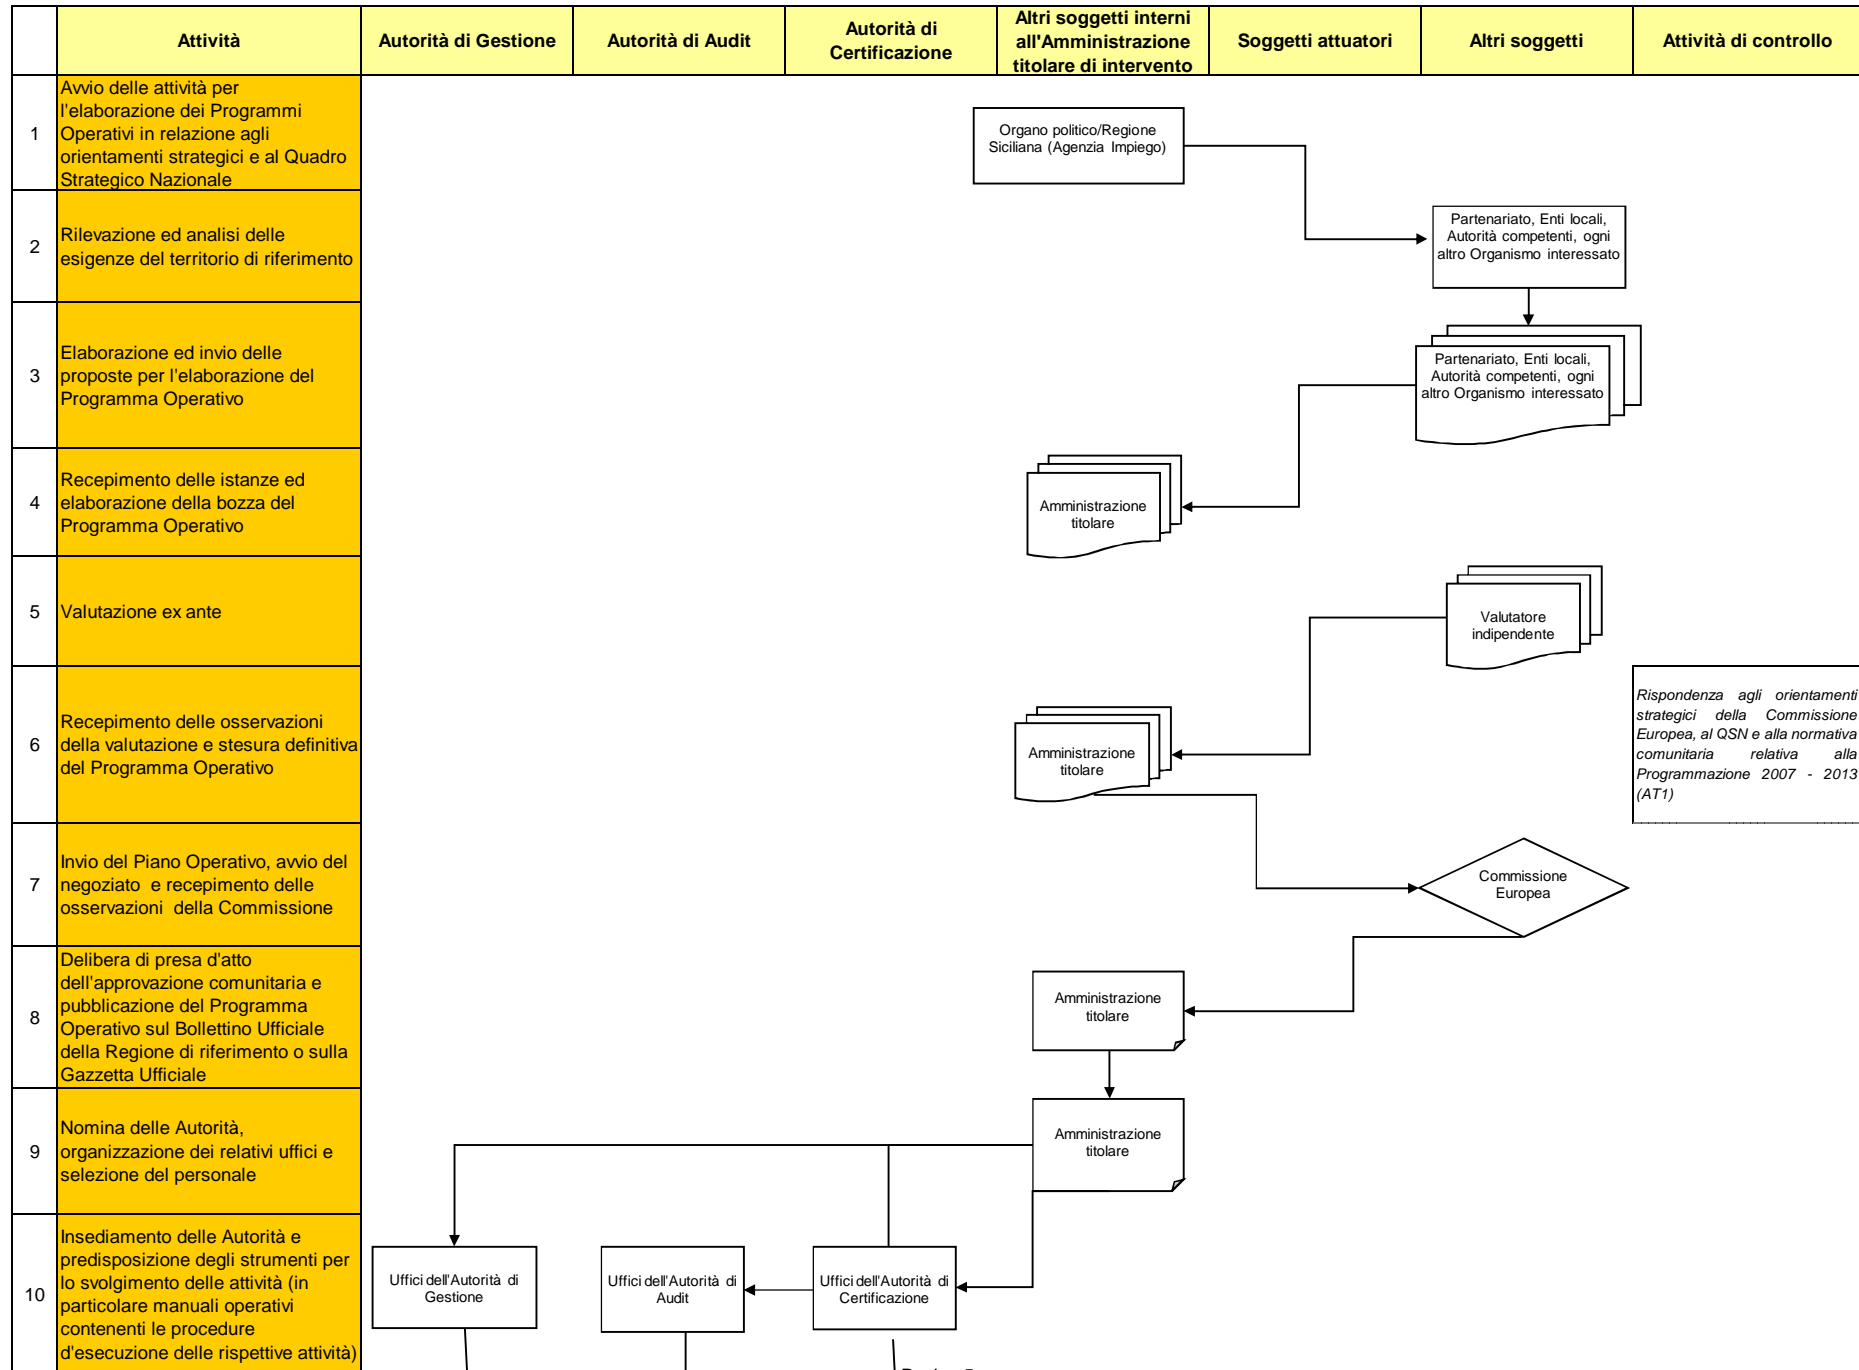 Attività
Autorità di Gestione
Autorità di Audit
Autorità di
Certificazione
Altri soggetti interni
all'Amministrazione
titolare di intervento
Soggetti attuatori
Altri soggetti
Attività di controllo
1
Avvio delle attività per
l'elaborazione dei Programmi
Operativi in relazione agli
orientamenti strategici e al Quadro
Strategico Nazionale
Organo politico/Regione
Siciliana (Agenzia Impiego)
2
Rilevazione ed analisi delle
esigenze del territorio di riferimento
Partenariato, Enti locali,
Autorità competenti, ogni
altro Organismo interessato
3
Elaborazione ed invio delle
proposte per l'elaborazione del
Programma Operativo
Partenariato, Enti locali,
Autorità competenti, ogni
altro Organismo interessato
4
Recepimento delle istanze ed
elaborazione della bozza del
Programma Operativo
Amministrazione
titolare
5
Valutazione ex ante
Valutatore
indipendente
6
Recepimento delle osservazioni
della valutazione e stesura definitiva
del Programma Operativo
Amministrazione
titolare
Rispondenza agli orientamenti
strategici della Commissione
Europea, al QSN e alla normativa
comunitaria relativa alla
Programmazione 2007 - 2013
(AT1)
7
Invio del Piano Operativo, avvio del
negoziato e recepimento delle
osservazioni della Commissione
Commissione
Europea
8
Delibera di presa d'atto
dell'approvazione comunitaria e
pubblicazione del Programma
Operativo sul Bollettino Ufficiale
della Regione di riferimento o sulla
Gazzetta Ufficiale
Amministrazione
titolare
9
Nomina delle Autorità,
organizzazione dei relativi uffici e
selezione del personale
Amministrazione
titolare
10
Insediamento delle Autorità e
predisposizione degli strumenti per
lo svolgimento delle attività (in
particolare manuali operativi
contenenti le procedure
d'esecuzione delle rispettive attività)
Uffici dell'Autorità di
Gestione
Uffici dell'Autorità di
Audit
Uffici dell'Autorità di
Certificazione